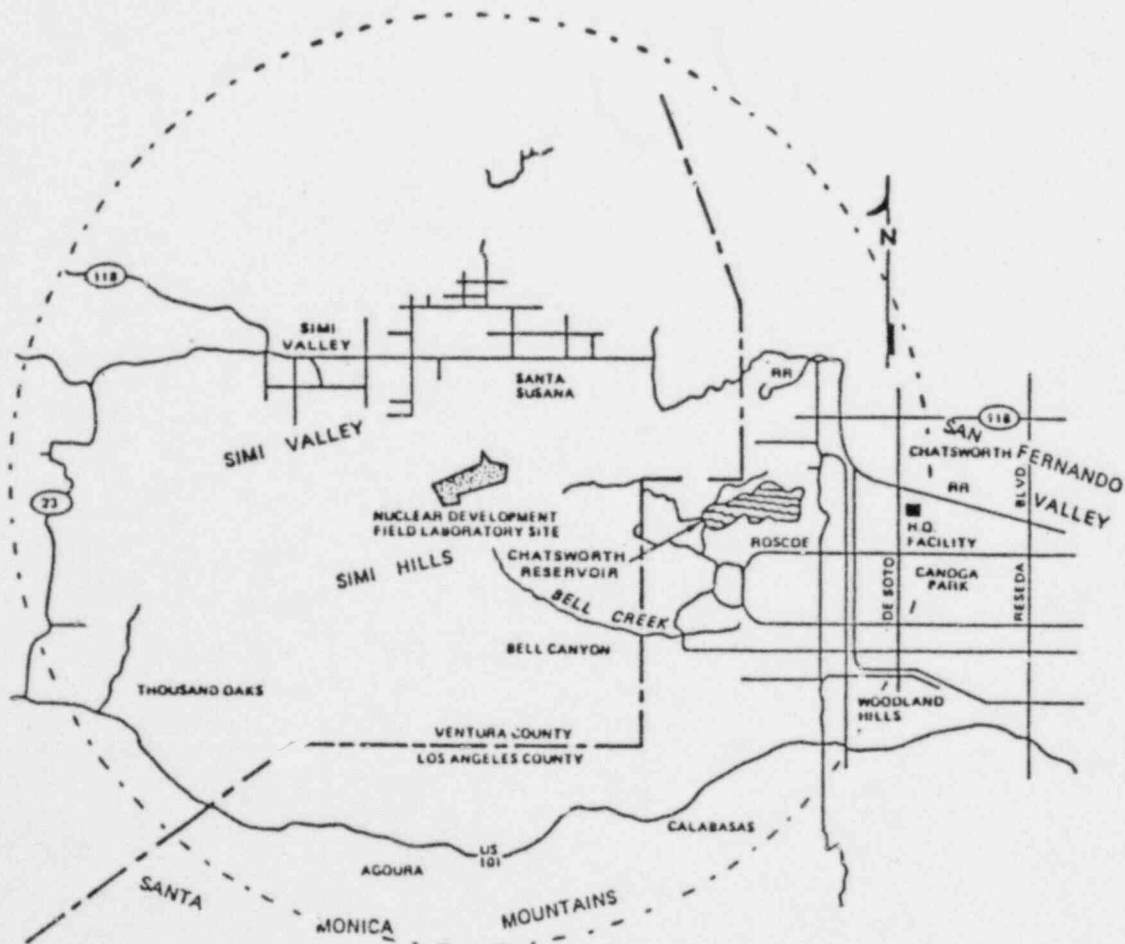 N
118
SIMI
VALLEY
SANTA
SUSANA
RR
118
SIMI VALLEY
SAN FERNANDO VALLEY
CHATSWORTH
RR
BLVD
23
NUCLEAR DEVELOPMENT
FIELD LABORATORY SITE
H.Q.
FACILITY
SIMI HILLS
CHATSWORTH
RESERVOIR
ROSCOE
CANOGA
PARK
DE SOTO
RESEDA
BELL CREEK
BELL CANYON
THOUSAND OAKS
WOODLAND
HILLS
VENTURA COUNTY
LOS ANGELES COUNTY
CALABASAS
US
101
AGOURA
SANTA MONICA MOUNTAINS